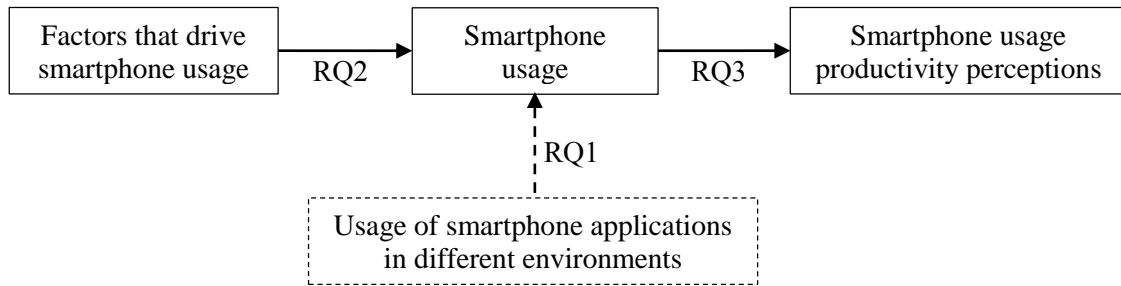 Factors that drive
smartphone usage
RQ2
Smartphone
usage
RQ3
Smartphone usage
productivity perceptions
RQ1
Usage of smartphone applications
in different environments